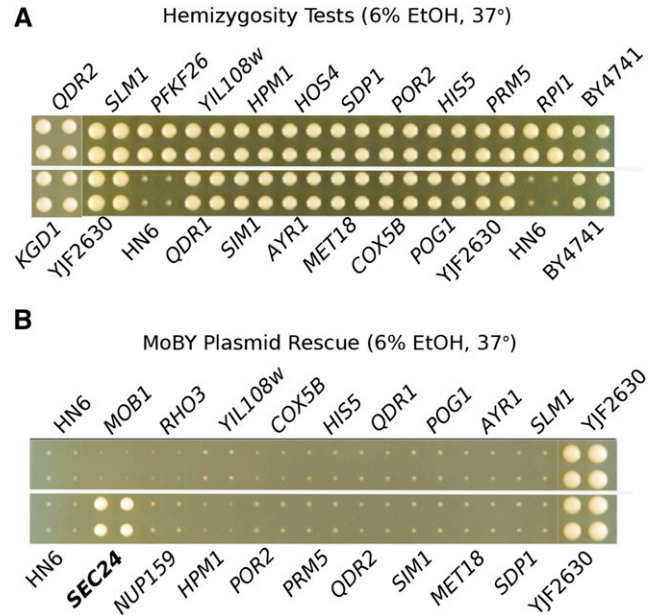 A
Hemizygosity Tests (6% EtOH, 37°)
QDR2 SLM1 PFKF26 YIL108w HPM1 HOS4 SDP1 POR2 HIS5 PRM5 RPI1 BY4741
KGD1 YJF2630 HN6 QDR1 SIM1 AYR1 MET18 COX5B POG1 YJF2630 HN6 BY4741
B
MoBY Plasmid Rescue (6% EtOH, 37°)
HN6 MOB1 RHO3 YIL108w COX5B HIS5 QDR1 POG1 AYR1 SLM1 YJF2630
HN6 SEC24 NUP159 HPM1 POR2 PRM5 QDR2 SIM1 MET18 SDP1 YJF2630